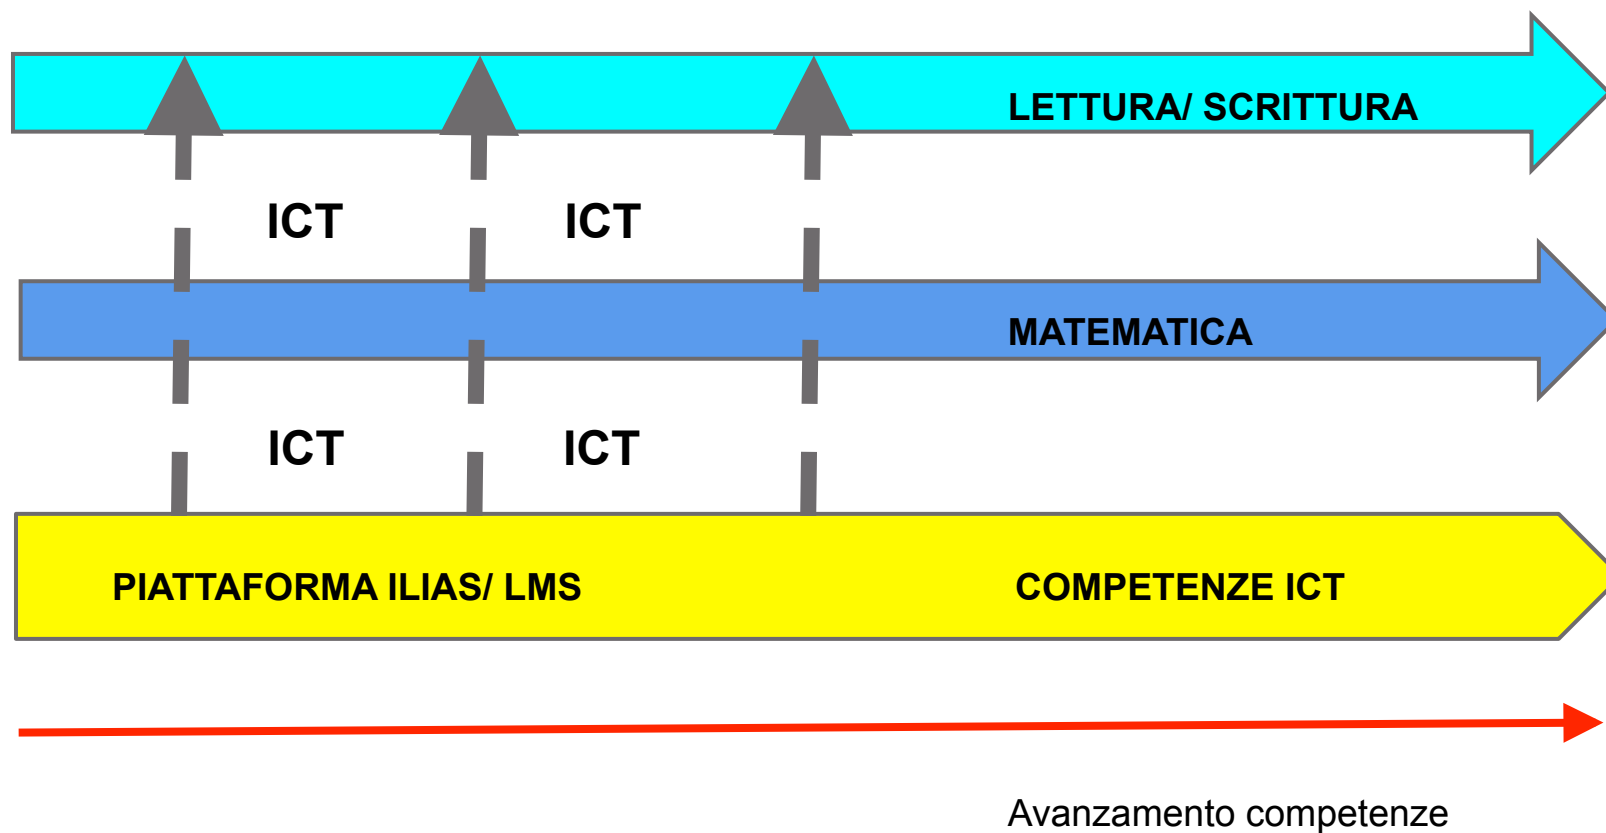 LETTURA/ SCRITTURA
ICT ICT
MATEMATICA
ICT ICT
PIATTAFORMA ILIAS/ LMS COMPETENZE ICT
Avanzamento competenze